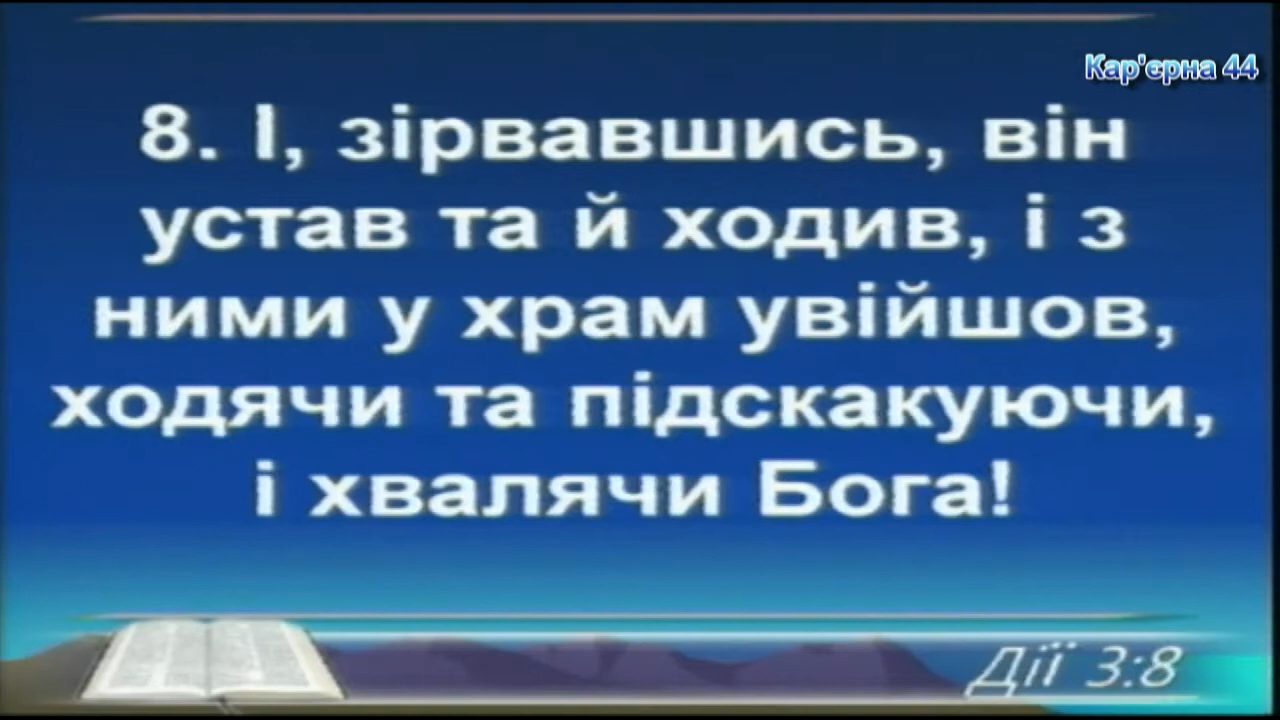 Кар'єрна 44
8. І, зірвавшись, він
устав та й ходив, і з
ними у храм увійшов,
ходячи та підскакуючи,
і хвалячи Бога!
Дії 3:8